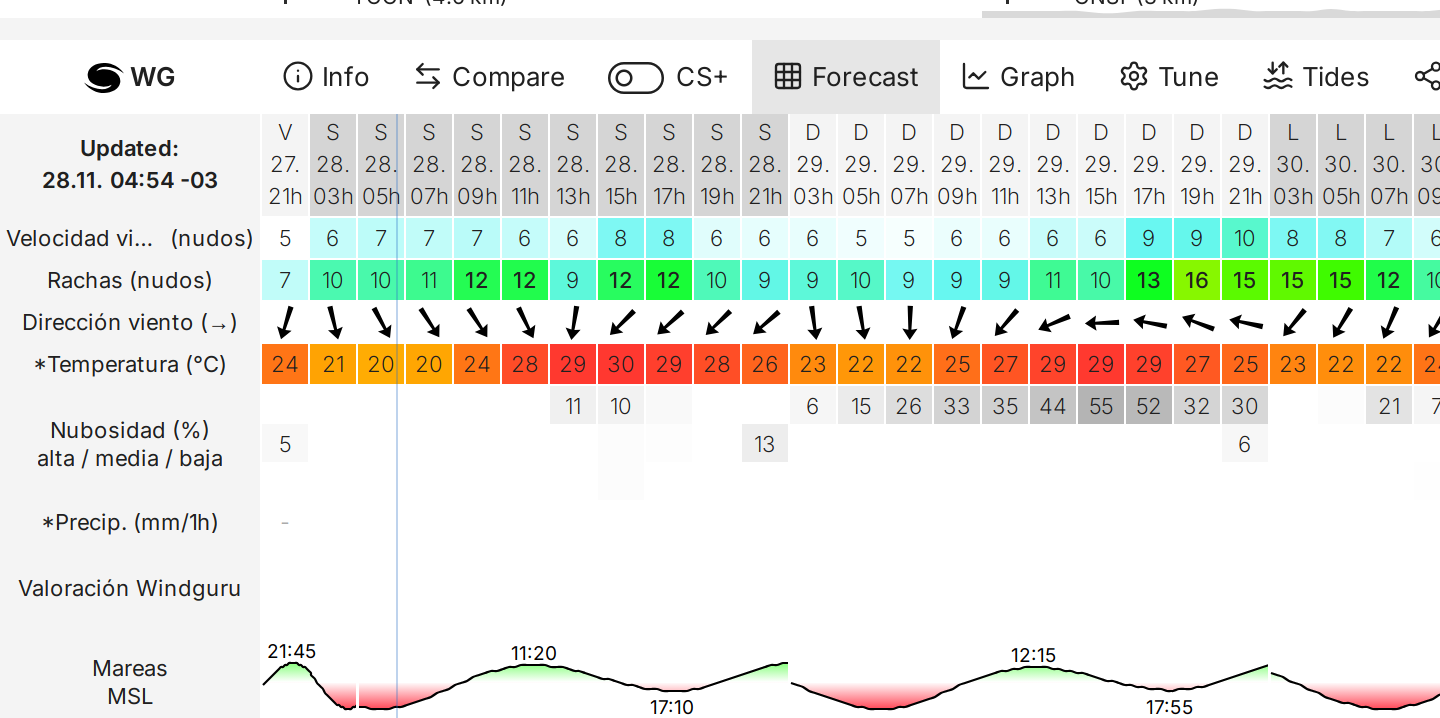 WG Info Compare CS+ Forecast Graph Tune Tides
V S S S S S S S S S S D D D D D D D D D D L L L
Updated: 27. 28. 28. 28. 28. 28. 28. 28. 28. 28. 28. 29. 29. 29. 29. 29. 29. 29. 29. 29. 29. 30. 30. 30.
28.11. 04:54 -03 21h 03h 05h 07h 09h 11h 13h 15h 17h 19h 21h 03h 05h 07h 09h 11h 13h 15h 17h 19h 21h 03h 05h 07h
Velocidad vi... (nudos) 5 6 7 7 7 6 6 8 8 6 6 6 5 5 6 6 6 6 9 9 10 8 8 7 6
Rachas (nudos) 7 10 10 11 12 12 9 12 12 10 9 9 10 9 9 9 11 10 13 16 15 15 15 12 10
Dirección viento (→)
*Temperatura (°C) 24 21 20 20 24 28 29 30 29 28 26 23 22 22 25 27 29 29 29 27 25 23 22 22
11 10 6 15 26 33 35 44 55 52 32 30 21 7
Nubosidad (%)
5 13 6
alta / media / baja
*Precip. (mm/1h) -
Valoración Windguru
21:45 11:20 12:15
Mareas
MSL
17:10 17:55